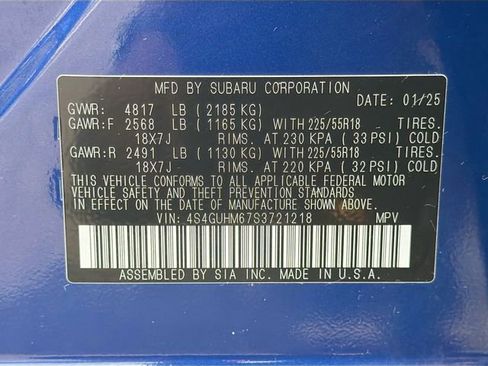 MFD BY SUBARU CORPORATION DATE: 01/25
GVWR: 4817 LB (2185 KG)
GAWR:F 2568 LB (1165 KG) WITH 225/55R18 TIRES.
18X7J RIMS. AT 230 KPA (33 PSI) COLD
GAWR:R 2491 LB (1130 KG) WITH 225/55R18 TIRES.
18X7J RIMS. AT 220 KPA (32 PSI) COLD
THIS VEHICLE CONFORMS TO ALL APPLICABLE FEDERAL MOTOR
VEHICLE SAFETY AND THEFT PREVENTION STANDARDS
IN EFFECT ON THE DATE OF MANUFACTURE SHOWN ABOVE.
VIN: 4S4GUHM67S3721218 MPV
ASSEMBLED BY SIA INC. MADE IN U.S.A.